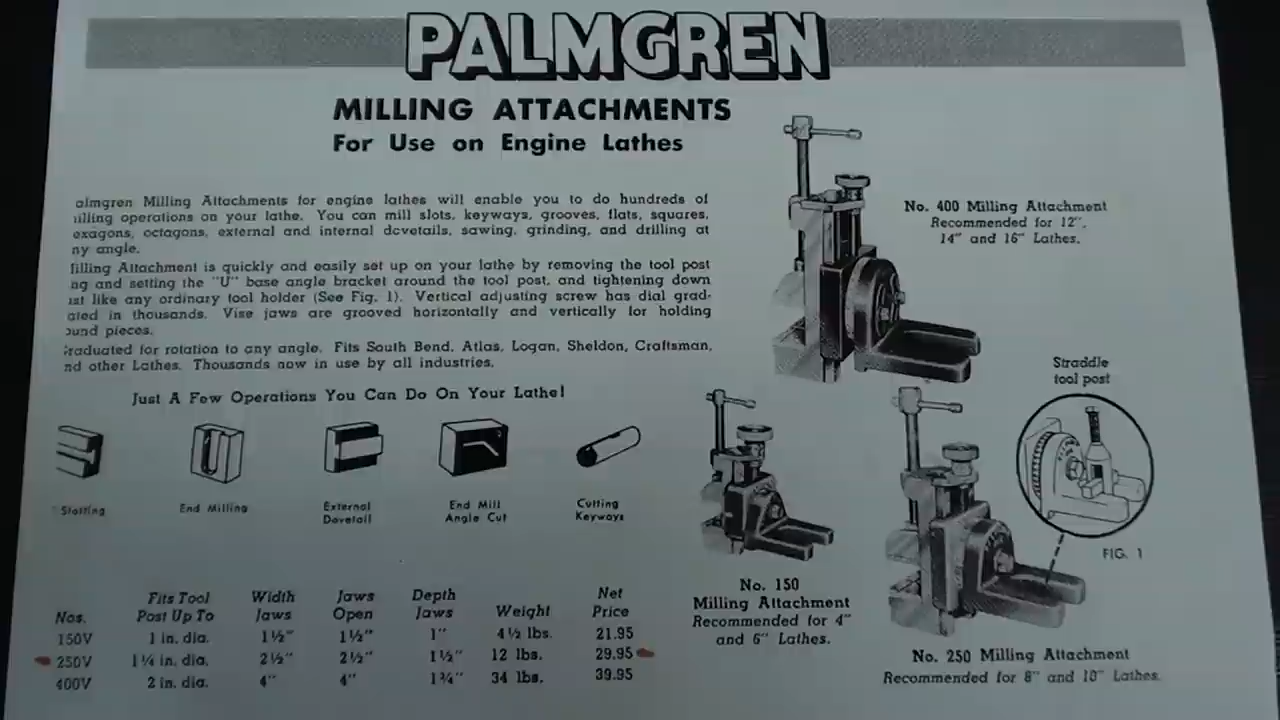 PALMGREN
MILLING ATTACHMENTS
For Use on Engine Lathes
almgren Milling Attachments for engine lathes will enable you to do hundreds of
illing operations on your lathe. You can mill slots, keyways, grooves, flats, squares,
exagons, octagons, external and internal dovetails, sawing, grinding, and drilling at
ny angle.
illing Attachment is quickly and easily set up on your lathe by removing the tool post
ng and setting the "U" base angle bracket around the tool post, and tightening down
ust like any ordinary tool holder (See Fig. 1). Vertical adjusting screw has dial grad-
ated in thousands. Vise jaws are grooved horizontally and vertically for holding
ound pieces.
raduated for rotation to any angle. Fits South Bend, Atlas, Logan, Sheldon, Craftsman,
nd other Lathes. Thousands now in use by all industries.
Just A Few Operations You Can Do On Your Lathe!
Slotting
End Milling
External
Dovetail
End Mill
Angle Cut
Cutting
Keyways
No. 400 Milling Attachment
Recommended for 12",
14" and 16" Lathes.
Straddle
tool post
FIG. 1
No. 150
Milling Attachment
Recommended for 4"
and 6" Lathes.
No. 250 Milling Attachment
Recommended for 8" and 10" Lathes.
Nos. Fits Tool Post Up To Width Jaws Jaws Open Depth Jaws Weight Net Price
150V 1 in. dia. 1½" 1½" 1" 4½ lbs. 21.95
250V 1¼ in. dia. 2½" 2½" 1½" 12 lbs. 29.95
400V 2 in. dia. 4" 4" 1¾" 34 lbs. 39.95